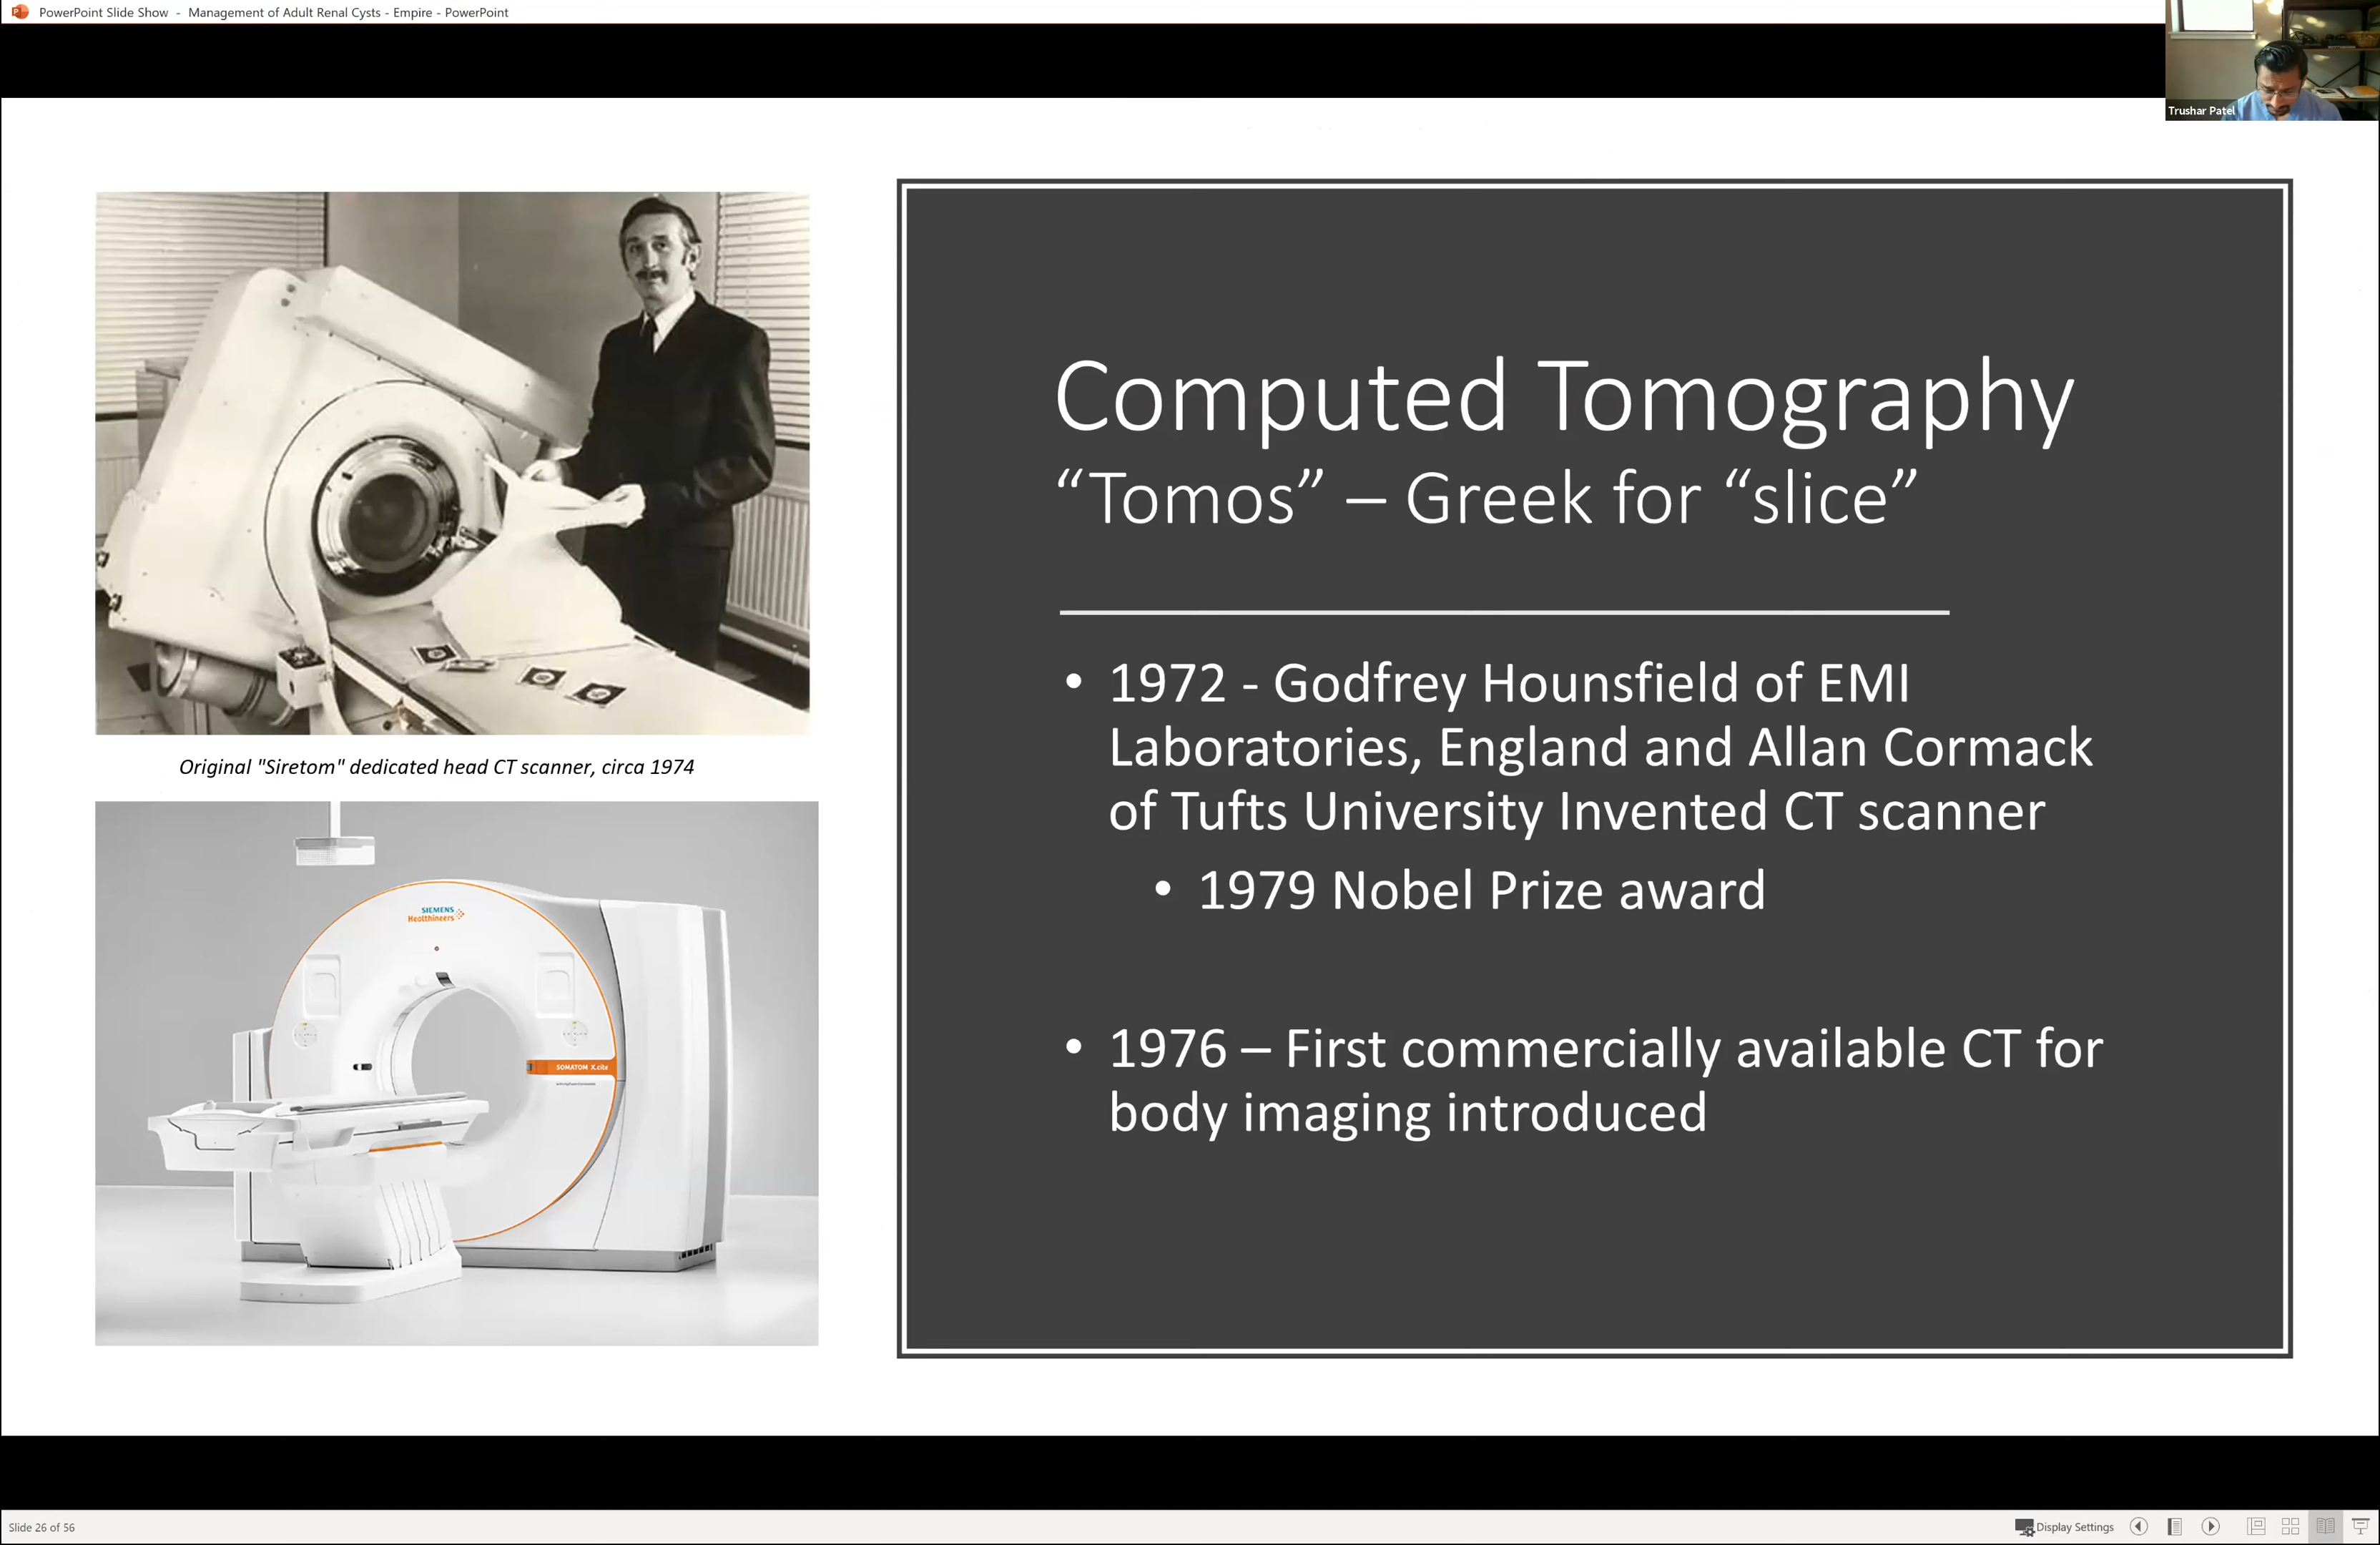 PowerPoint Slide Show - Management of Adult Renal Cysts - Empire - PowerPoint
Trushar Patel
Original "Siretom" dedicated head CT scanner, circa 1974
SIEMENS
Healthineers
SOMATOM X.cite
Computed Tomography
“Tomos” – Greek for “slice”
• 1972 - Godfrey Hounsfield of EMI
Laboratories, England and Allan Cormack
of Tufts University Invented CT scanner
• 1979 Nobel Prize award
• 1976 – First commercially available CT for
body imaging introduced
Slide 26 of 56
Display Settings